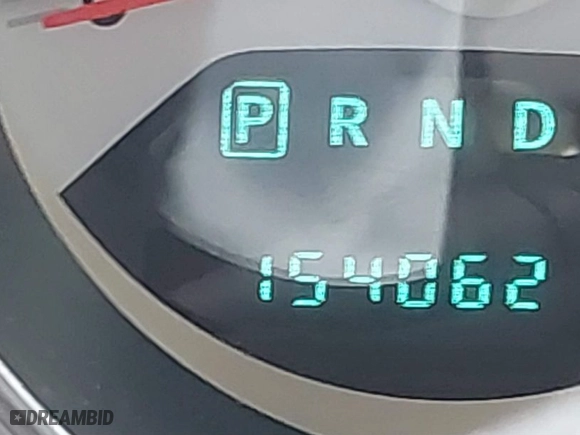 P R N D
154062
DREAMBID